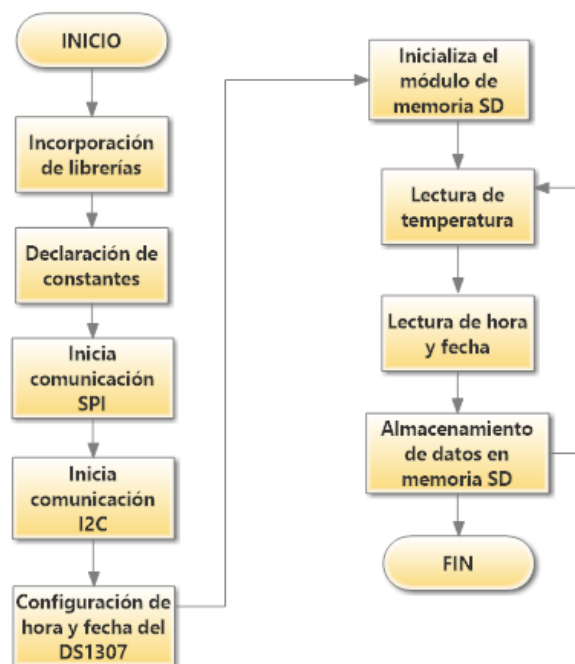 INICIO
Incorporación
de librerías
Declaración de
constantes
Inicia
comunicación
SPI
Inicia
comunicación
I2C
Configuración de
hora y fecha del
DS1307
Inicializa el
módulo de
memoria SD
Lectura de
temperatura
Lectura de hora
y fecha
Almacenamiento
de datos en
memoria SD
FIN